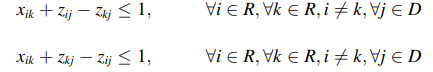 x_{ik} + z_{ij} − z_{kj} ≤ 1, ∀i ∈ R, ∀k ∈ R, i ≠ k, ∀j ∈ D
x_{ik} + z_{kj} − z_{ij} ≤ 1, ∀i ∈ R, ∀k ∈ R, i ≠ k, ∀j ∈ D